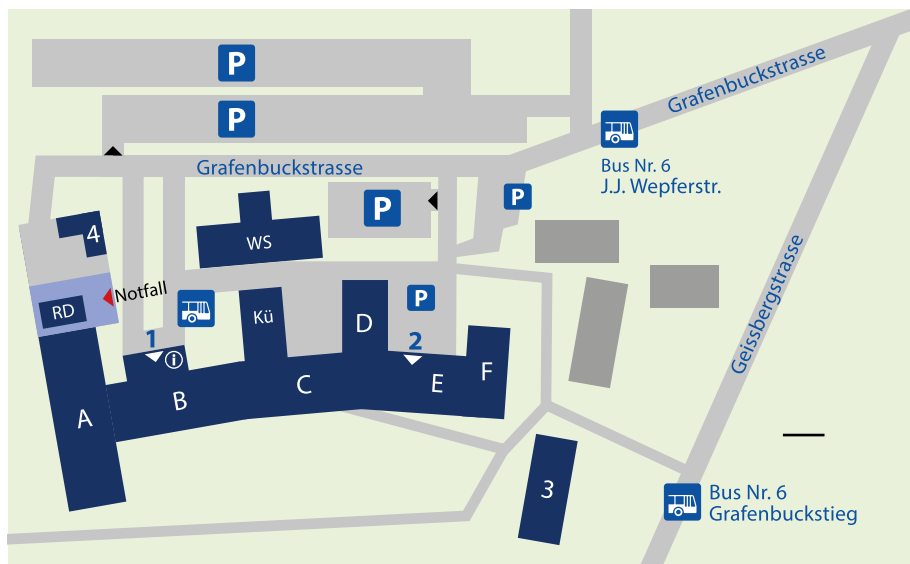 P
P
Grafenbuckstrasse
Bus Nr. 6
J.J. Wepferstr.
Grafenbuckstrasse
P
P
4
WS
Notfall
RD
P
Kü
D
1
i
2
Geissbergstrasse
A
B
C
E
F
3
Bus Nr. 6
Grafenbuckstieg